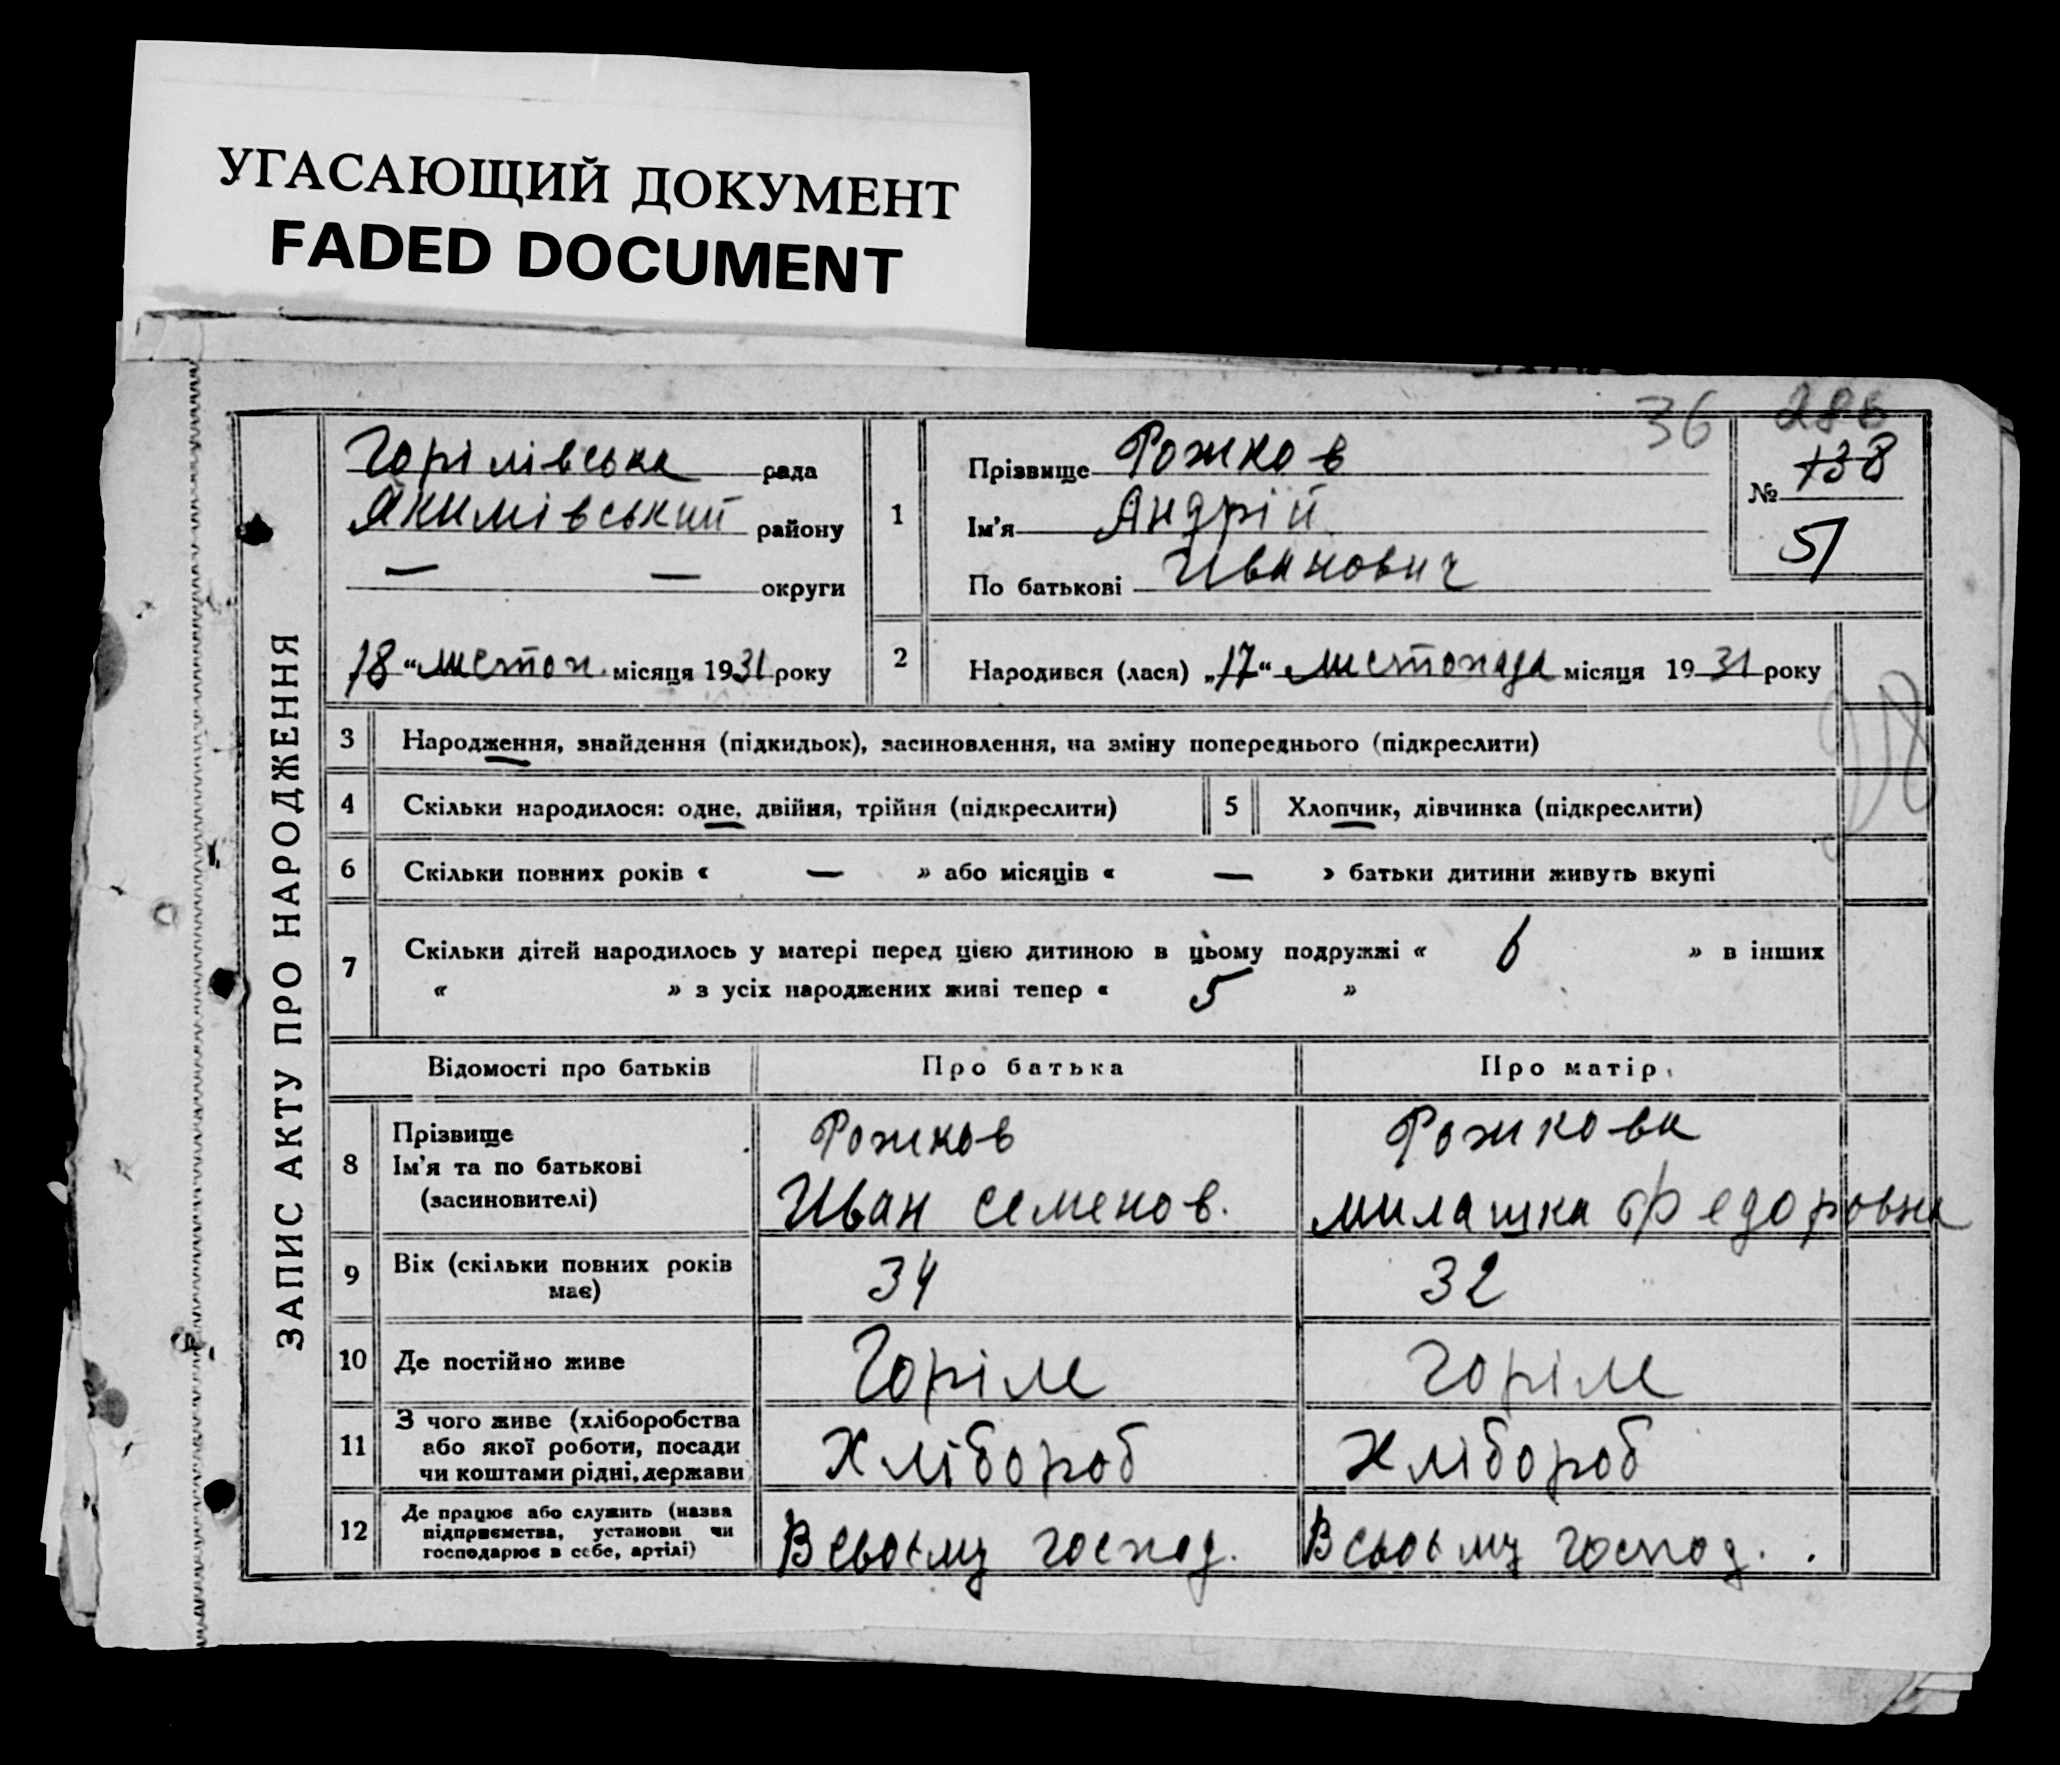 УГАСАЮЩИЙ ДОКУМЕНТ
FADED DOCUMENT
36 286
ЗАПИС АКТУ ПРО НАРОДЖЕННЯ
Горілівська рада
Якимівський районy
— — округи
18 “ листоп. місяця 1931 року
1
Прізвище Рожков
Ім’я Андрій
По батькові Иванович
№ 138
51
2 Народився (лася) „17“ листопада місяця 1931 року
3 Народження, знайдення (підкидьок), засиновлення, на зміну попереднього (підкреслити)
4 Скільки народилося: одне, двійня, трійня (підкреслити)
5 Хлопчик, дівчинка (підкреслити)
6 Скільки повних років « — » або місяців « — » батьки дитини живуть вкупі
7 Скільки дітей народилось у матері перед цією дитиною в цьому подружжі « 6 » в інших
« » з усіх народжених живі тепер « 5 »
Відомості про батьків Про батька Про матір
8 Прізвище Рожков Рожкова
Ім’я та по батькові
(засиновителі) Иван Семенов. Милашка Федоровна
9 Вік (скільки повних років
має) 34 32
10 Де постійно живе Горіле Горіле
11 З чого живе (хліборобства
або якої роботи, посади
чи коштами рідні, держави Хлібороб Хлібороб
12 Де працює або служить (назва
підприємства, установи чи
господарює в себе, артілі) В своєму господ. В своєму господ.